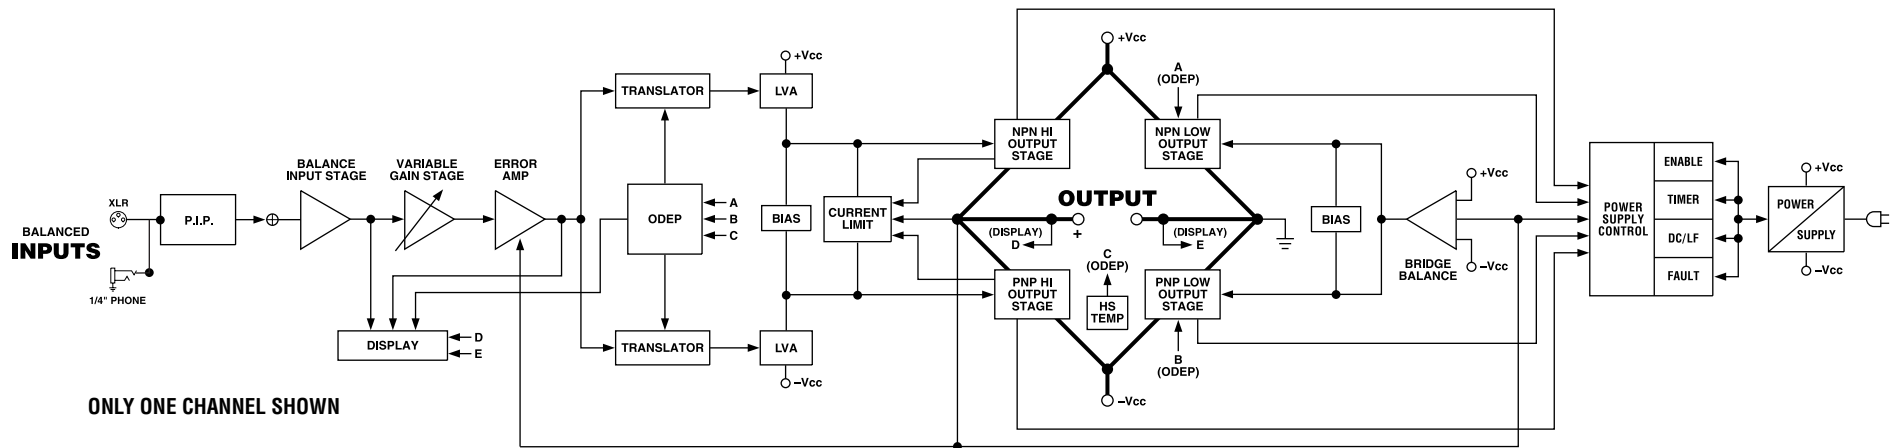 BALANCED
INPUTS
XLR
1/4" PHONE
P.I.P.
BALANCE
INPUT STAGE
VARIABLE
GAIN STAGE
ERROR
AMP
DISPLAY
D
E
TRANSLATOR
ODEP
A
B
C
TRANSLATOR
+Vcc
LVA
BIAS
LVA
–Vcc
CURRENT
LIMIT
+Vcc
NPN HI
OUTPUT
STAGE
A
(ODEP)
NPN LOW
OUTPUT
STAGE
OUTPUT
(DISPLAY)
D
+
(DISPLAY)
E
C
(ODEP)
HS
TEMP
PNP HI
OUTPUT
STAGE
PNP LOW
OUTPUT
STAGE
B
(ODEP)
–Vcc
BIAS
+Vcc
BRIDGE
BALANCE
–Vcc
POWER
SUPPLY
CONTROL
ENABLE
TIMER
DC/LF
FAULT
+Vcc
POWER
SUPPLY
–Vcc
ONLY ONE CHANNEL SHOWN